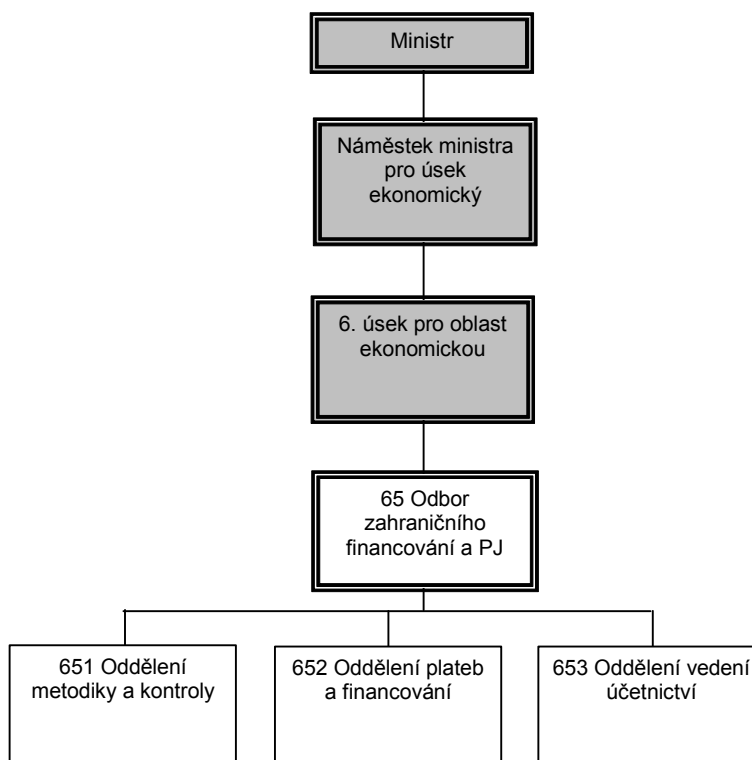 Ministr
Náměstek ministra
pro úsek
ekonomický
6. úsek pro oblast
ekonomickou
65 Odbor
zahraničního
financování a PJ
651 Oddělení
metodiky a kontroly
652 Oddělení plateb
a financování
653 Oddělení vedení
účetnictví